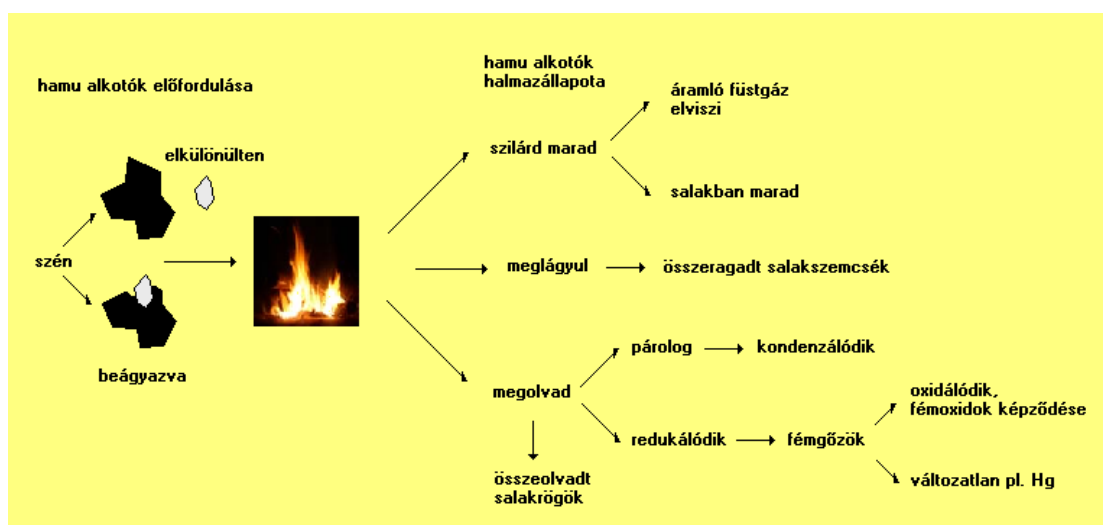 hamu alkotók előfordulása
hamu alkotók
halmazállapota
áramló füstgáz
elviszi
elkülönülten
szilárd marad
salakban marad
szén
meglágyul
összeragadt salakszemcsék
beágyazva
párolog
kondenzálódik
megolvad
oxidálódik,
fémoxidok képződése
redukálódik
fémgőzök
összeolvadt
salakrögök
változatlan pl. Hg